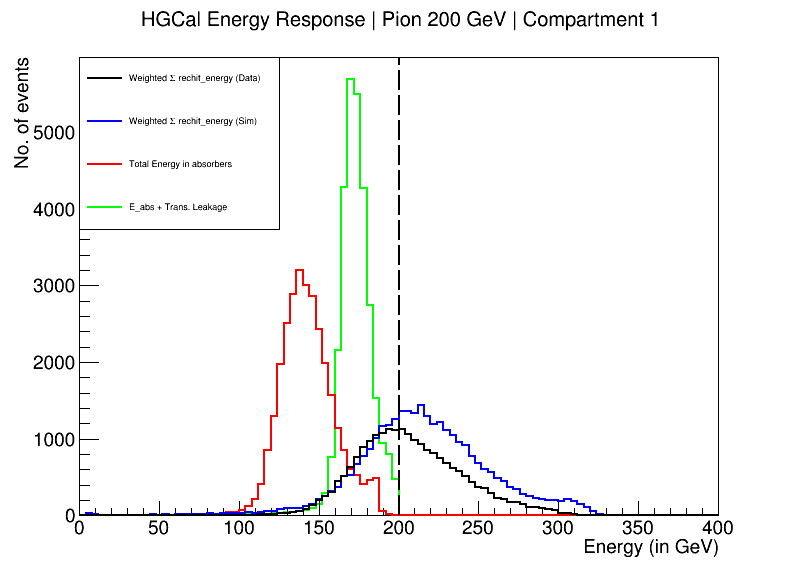 HGCal Energy Response | Pion 200 GeV | Compartment 1
No. of events
Weighted Σ rechit_energy (Data)
Weighted Σ rechit_energy (Sim)
Total Energy in absorbers
E_abs + Trans. Leakage
5000
4000
3000
2000
1000
0
0 50 100 150 200 250 300 350 400
Energy (in GeV)